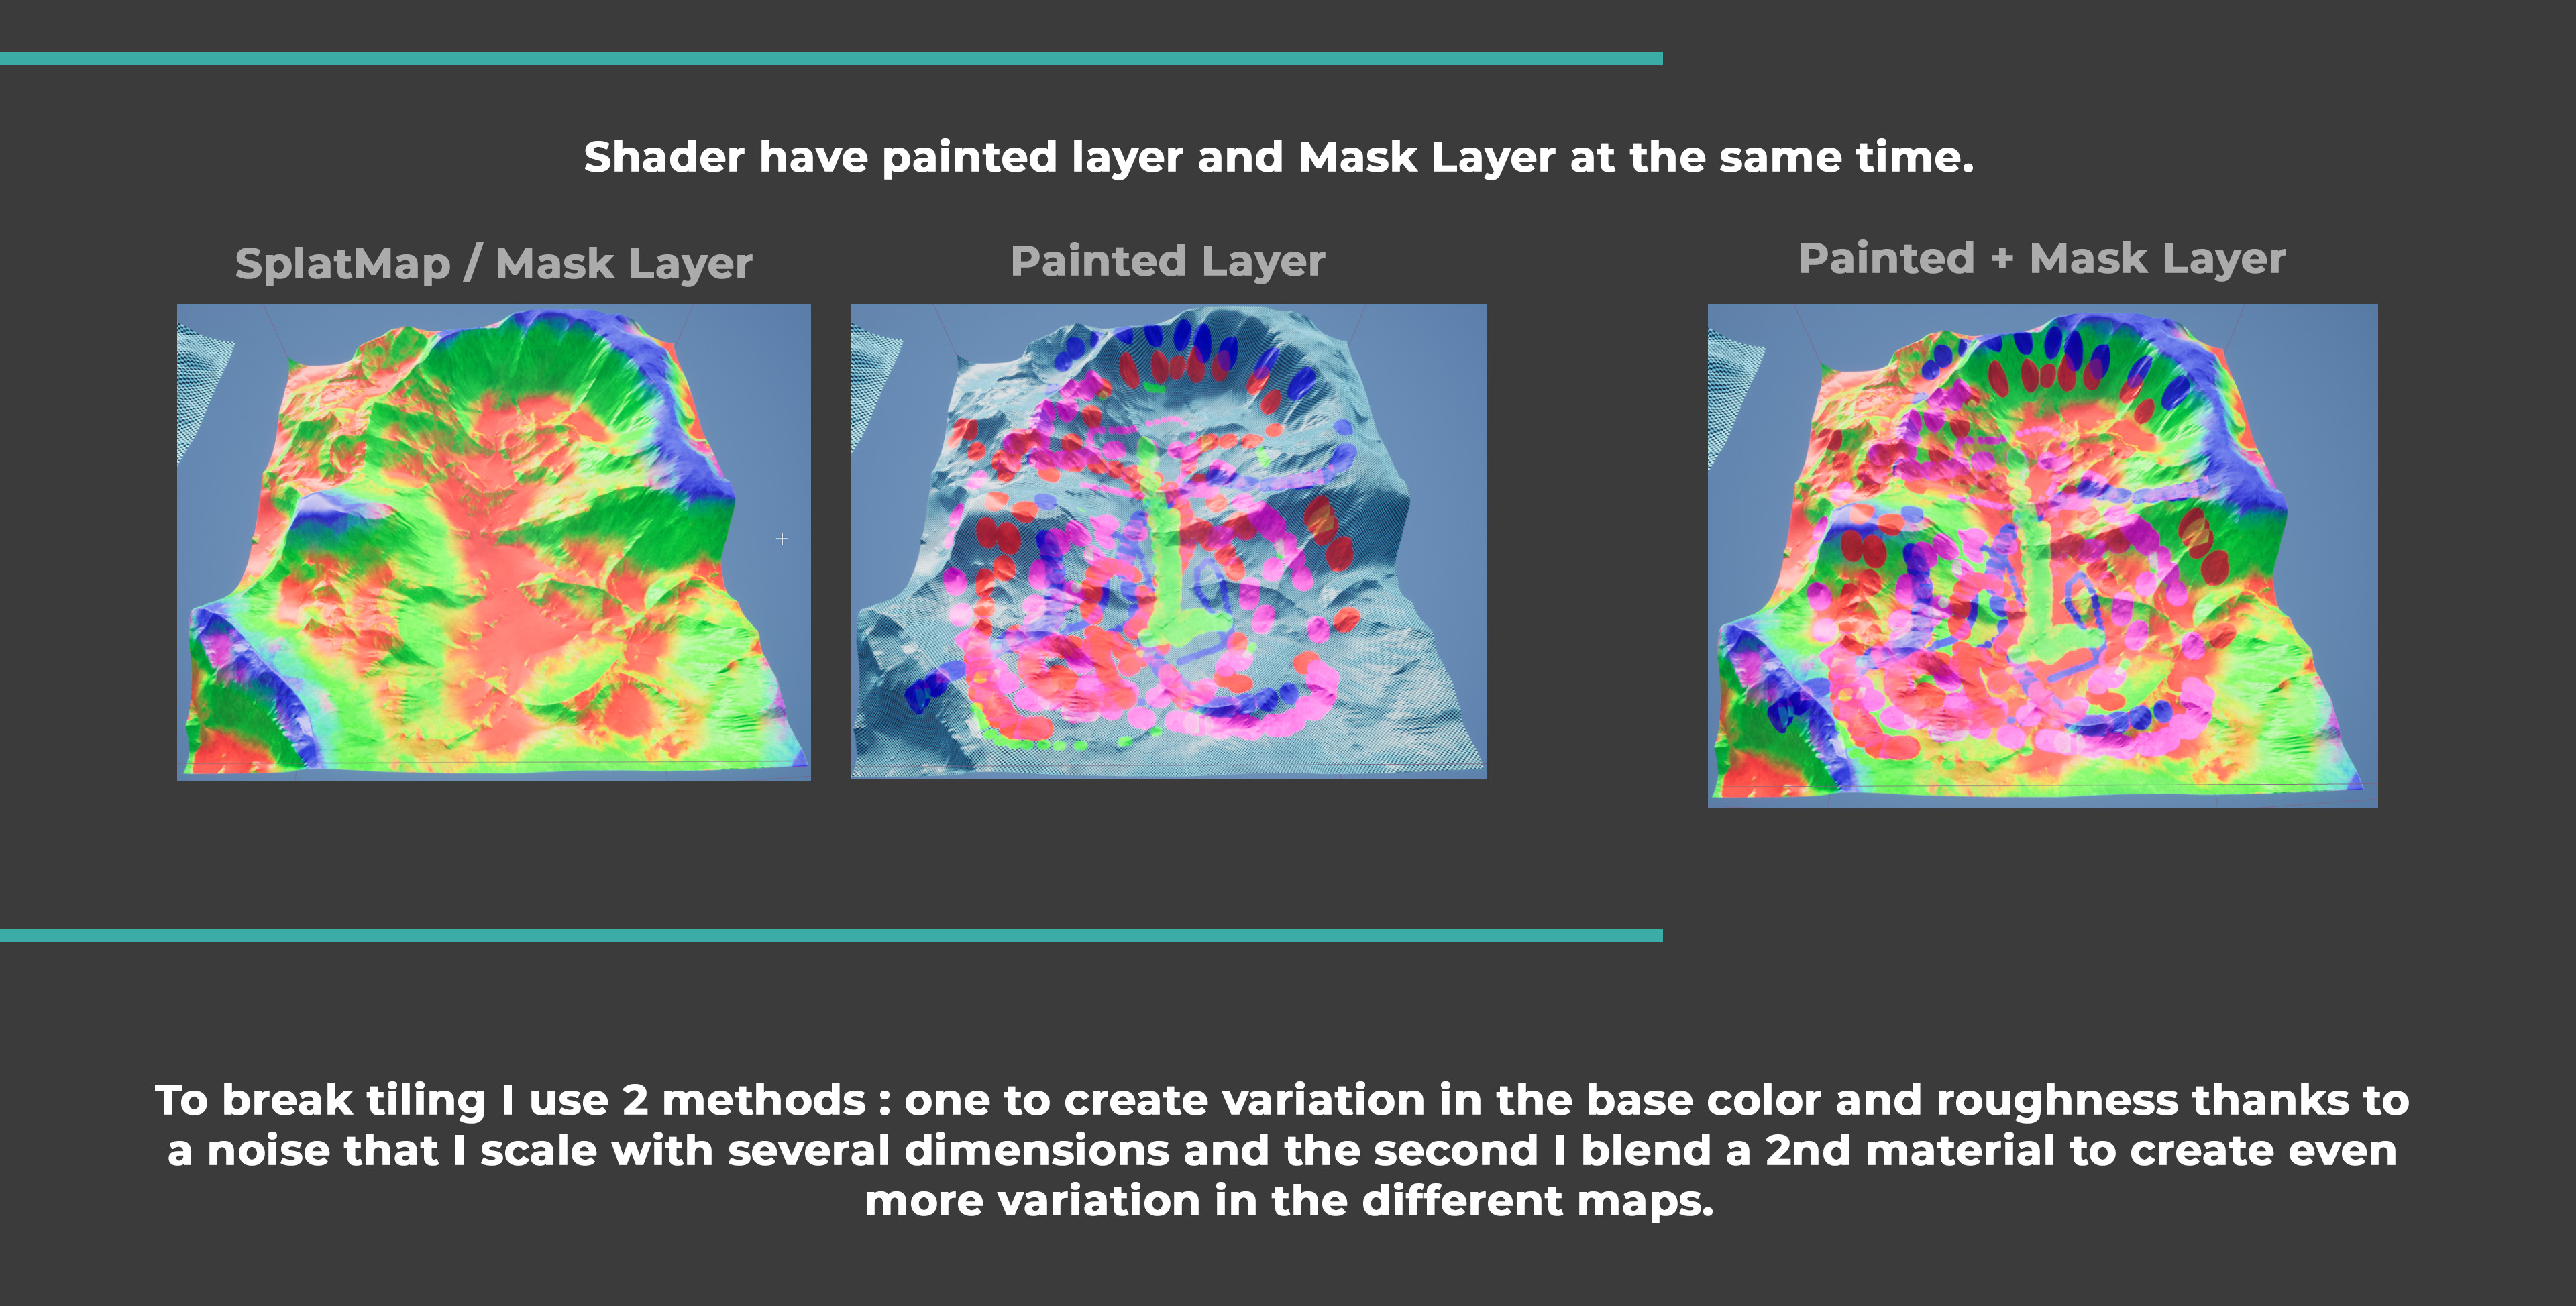 Shader have painted layer and Mask Layer at the same time.
SplatMap / Mask Layer
Painted Layer
Painted + Mask Layer
To break tiling I use 2 methods : one to create variation in the base color and roughness thanks to
a noise that I scale with several dimensions and the second I blend a 2nd material to create even
more variation in the different maps.